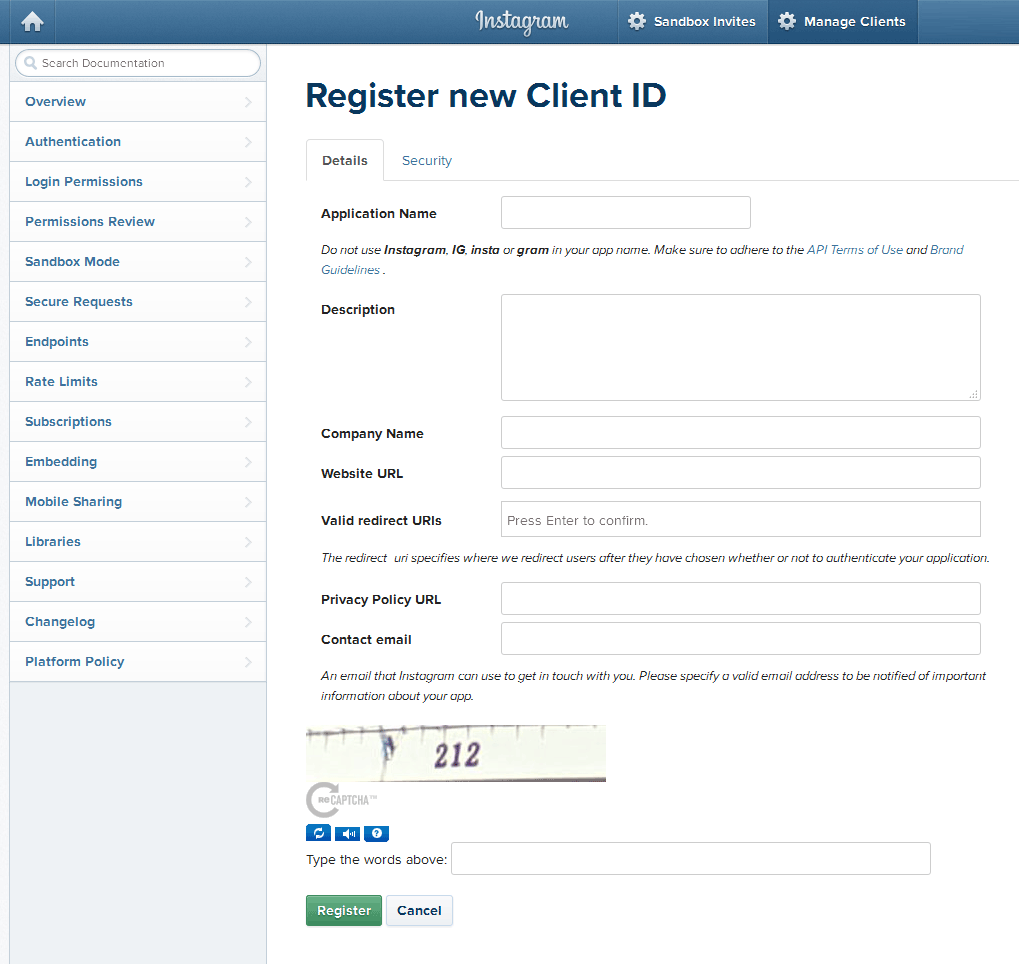 Instagram
Sandbox Invites
Manage Clients
Search Documentation
Overview
Authentication
Login Permissions
Permissions Review
Sandbox Mode
Secure Requests
Endpoints
Rate Limits
Subscriptions
Embedding
Mobile Sharing
Libraries
Support
Changelog
Platform Policy
Register new Client ID
Details
Security
Application Name
Do not use Instagram, IG, insta or gram in your app name. Make sure to adhere to the API Terms of Use and Brand
Guidelines .
Description
Company Name
Website URL
Valid redirect URIs
Press Enter to confirm.
The redirect_uri specifies where we redirect users after they have chosen whether or not to authenticate your application.
Privacy Policy URL
Contact email
An email that Instagram can use to get in touch with you. Please specify a valid email address to be notified of important
information about your app.
212
reCAPTCHA™
?
Type the words above:
Register
Cancel